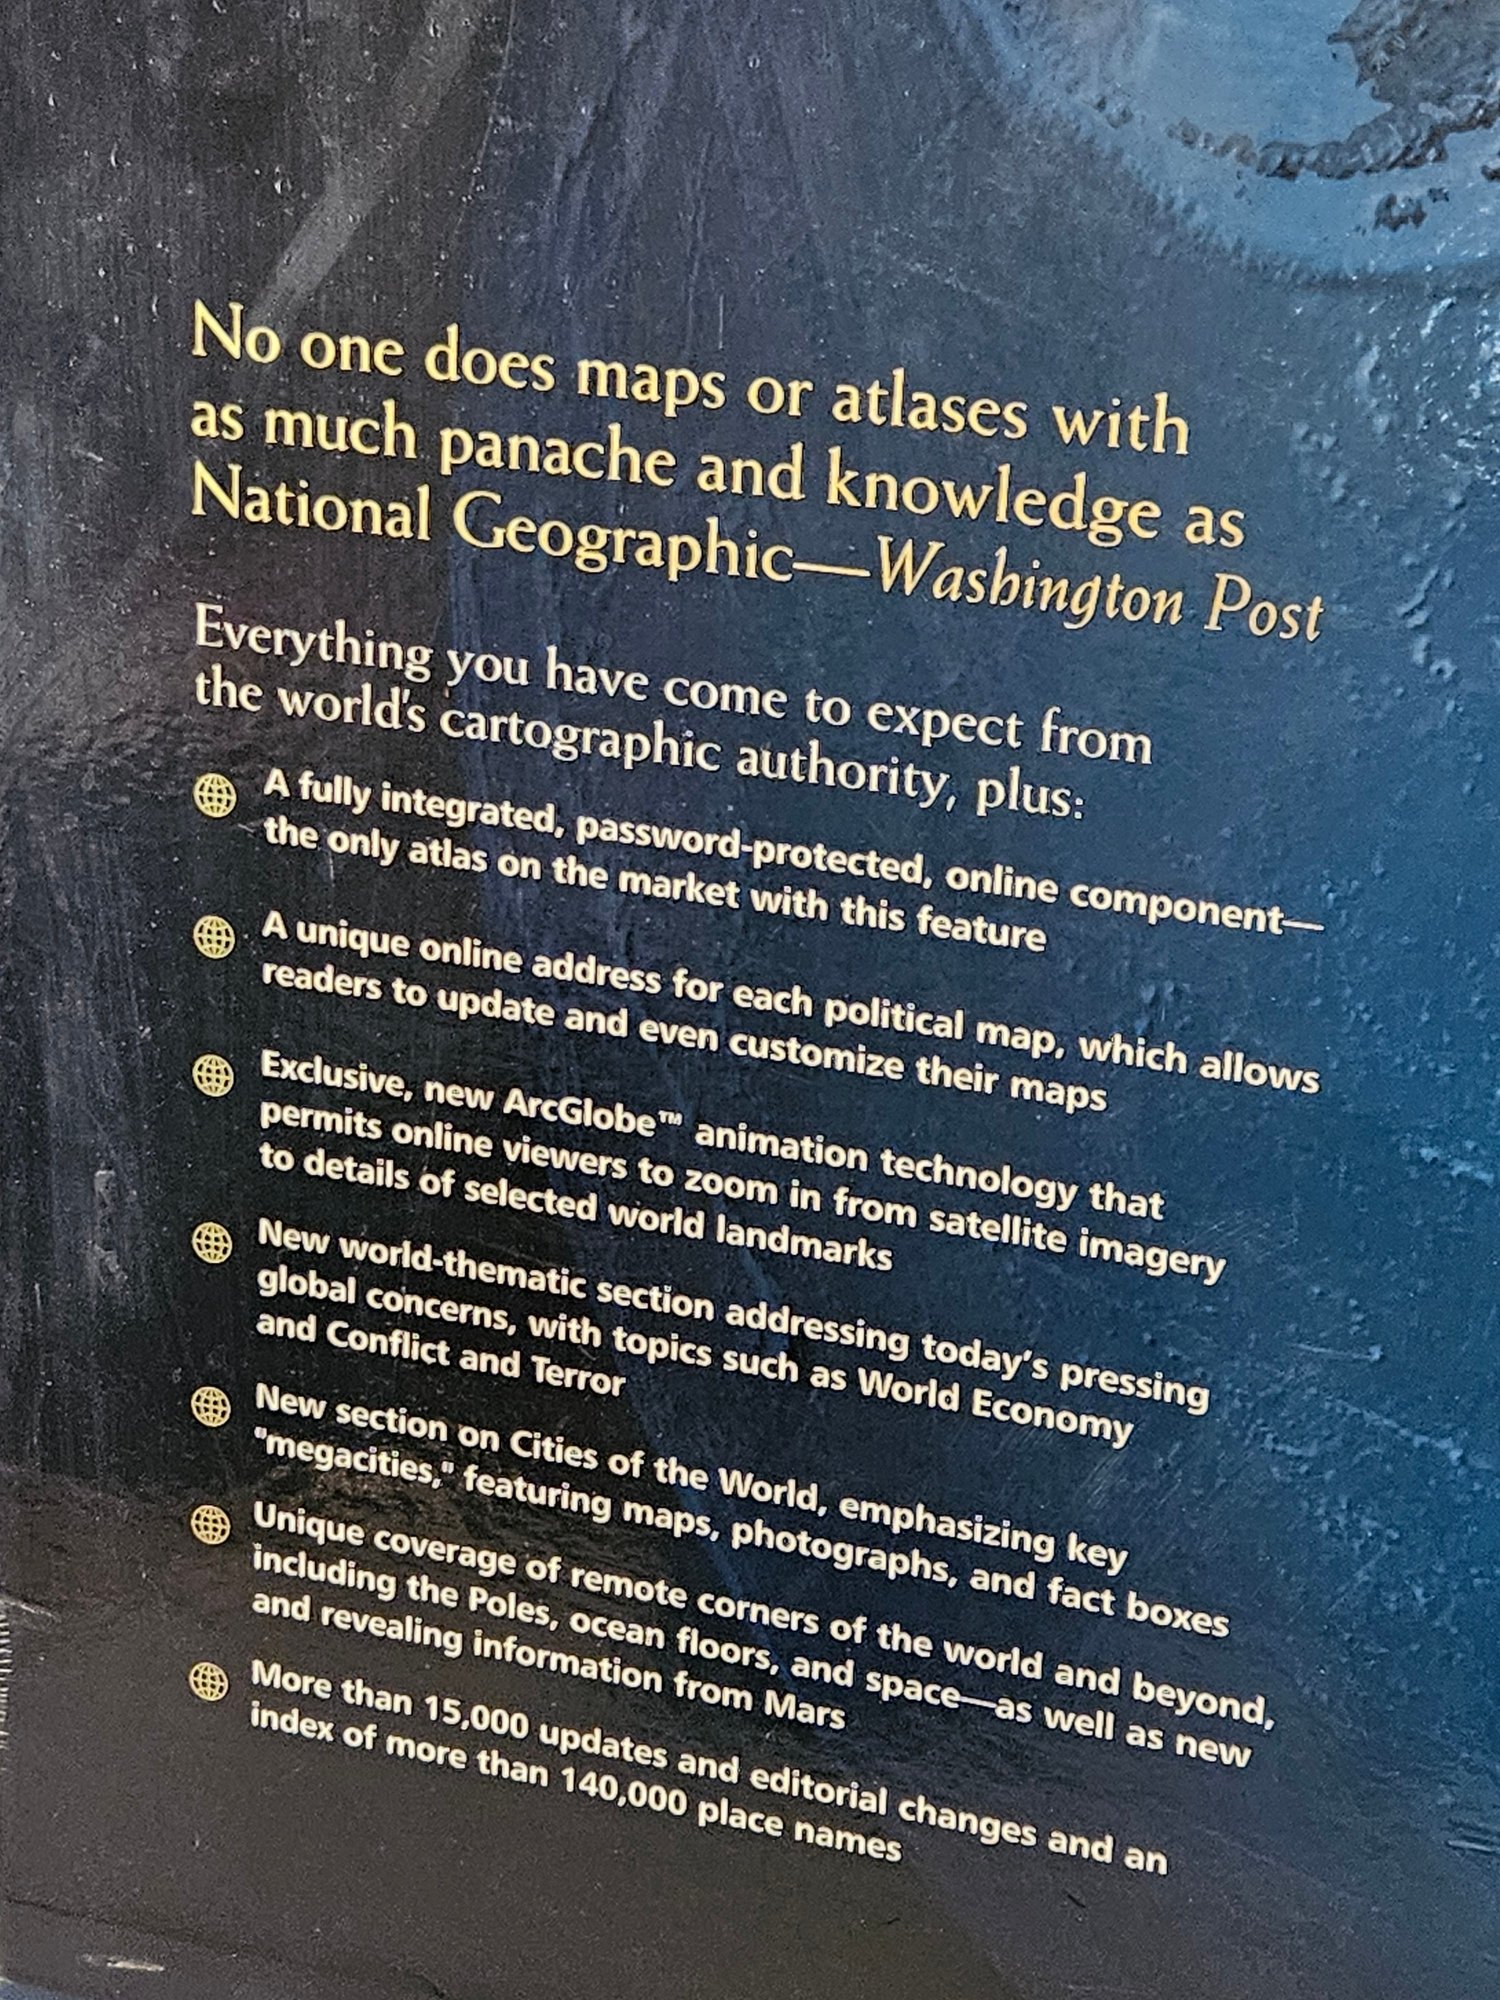 No one does maps or atlases with
as much panache and knowledge as
National Geographic—Washington Post
Everything you have come to expect from
the world's cartographic authority, plus:
A fully integrated, password-protected, online component—
the only atlas on the market with this feature
A unique online address for each political map, which allows
readers to update and even customize their maps
Exclusive, new ArcGlobe™ animation technology that
permits online viewers to zoom in from satellite imagery
to details of selected world landmarks
New world-thematic section addressing today's pressing
global concerns, with topics such as World Economy
and Conflict and Terror
New section on Cities of the World, emphasizing key
"megacities," featuring maps, photographs, and fact boxes
Unique coverage of remote corners of the world and beyond,
including the Poles, ocean floors, and space—as well as new
and revealing information from Mars
More than 15,000 updates and editorial changes and an
index of more than 140,000 place names